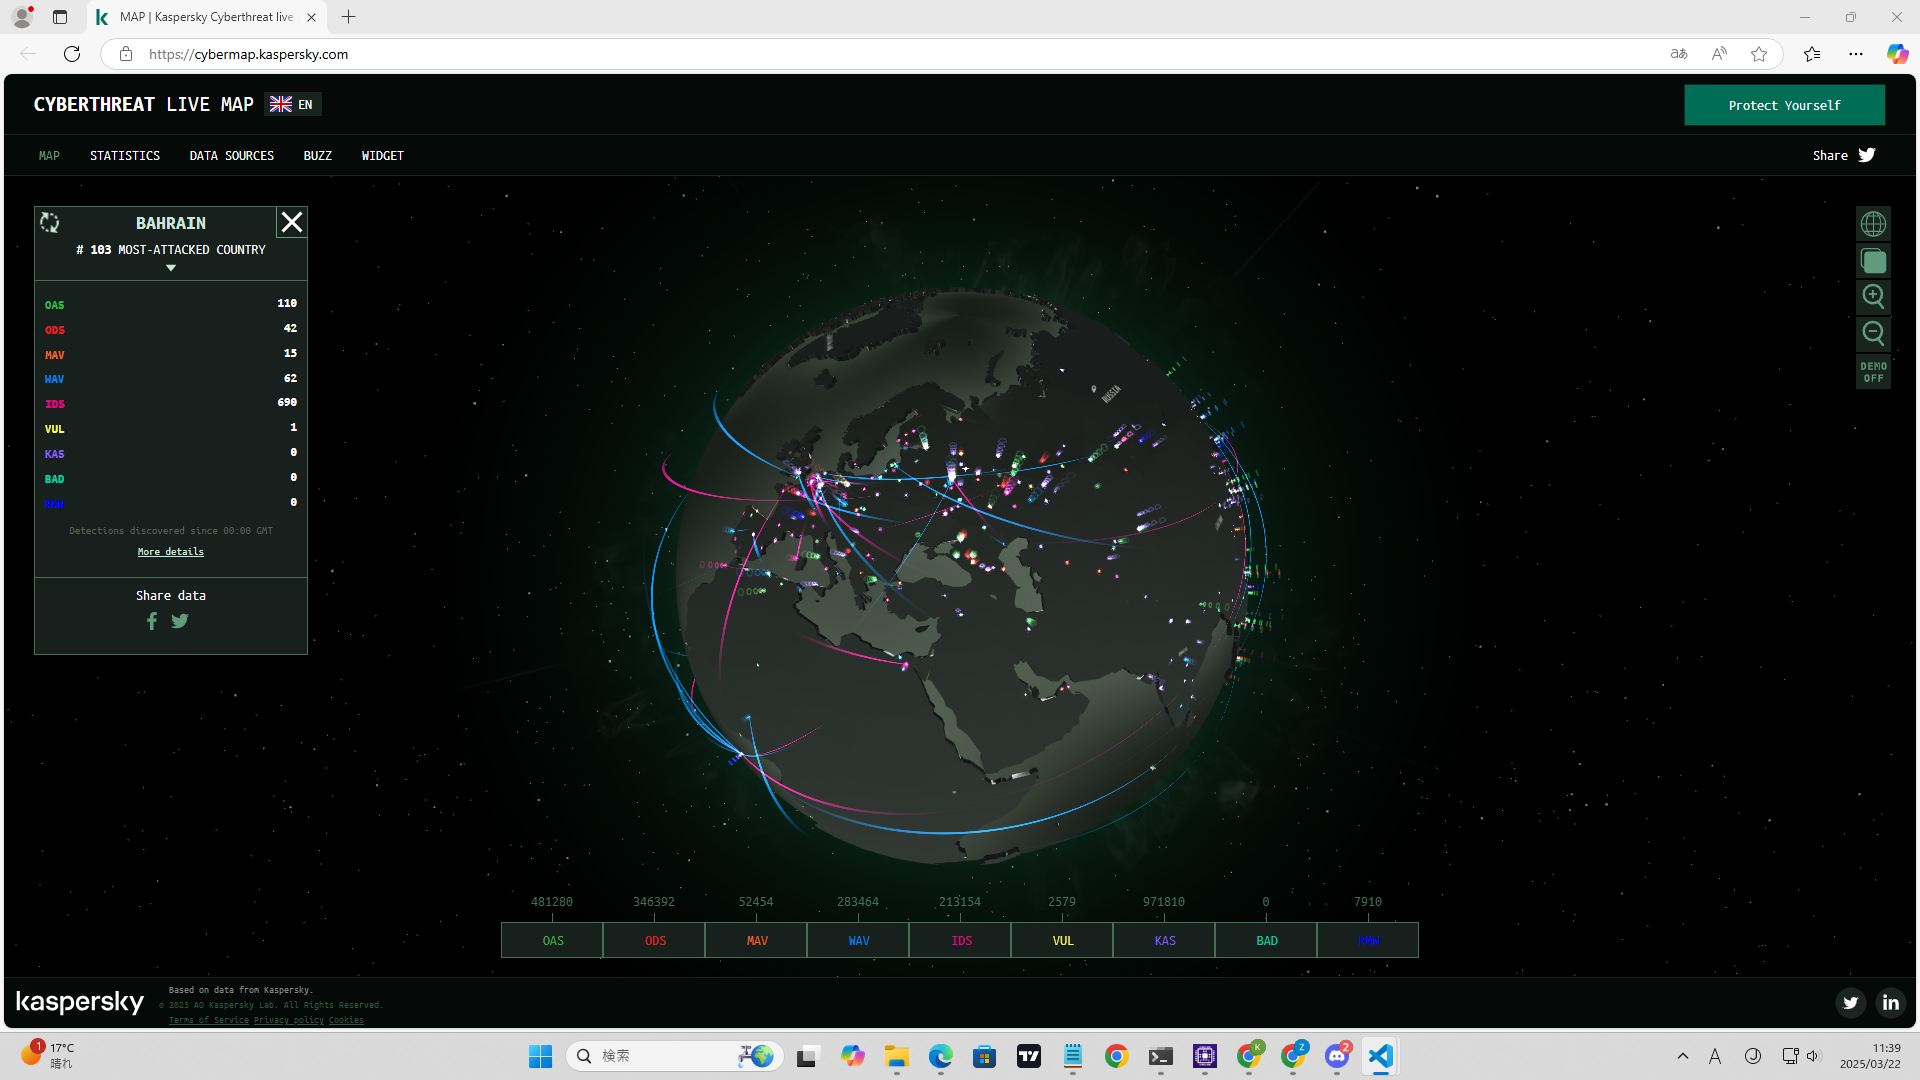 MAP | Kaspersky Cyberthreat live
https://cybermap.kaspersky.com
CYBERTHREAT LIVE MAP EN
Protect Yourself
MAP STATISTICS DATA SOURCES BUZZ WIDGET
Share
BAHRAIN
# 103 MOST-ATTACKED COUNTRY
OAS 110
ODS 42
MAV 15
WAV 62
IDS 690
VUL 1
KAS 0
BAD 0
RMW 0
Detections discovered since 00:00 GMT
More details
Share data
DEMO
OFF
RUSSIA
481280 346392 52454 283464 213154 2579 971810 0 7910
OAS ODS MAV WAV IDS VUL KAS BAD RMW
kaspersky
Based on data from Kaspersky.
© 2025 AO Kaspersky Lab. All Rights Reserved.
Terms of Service Privacy policy Cookies
1
17°C
晴れ
検索
K
Z
2
A
11:39
2025/03/22